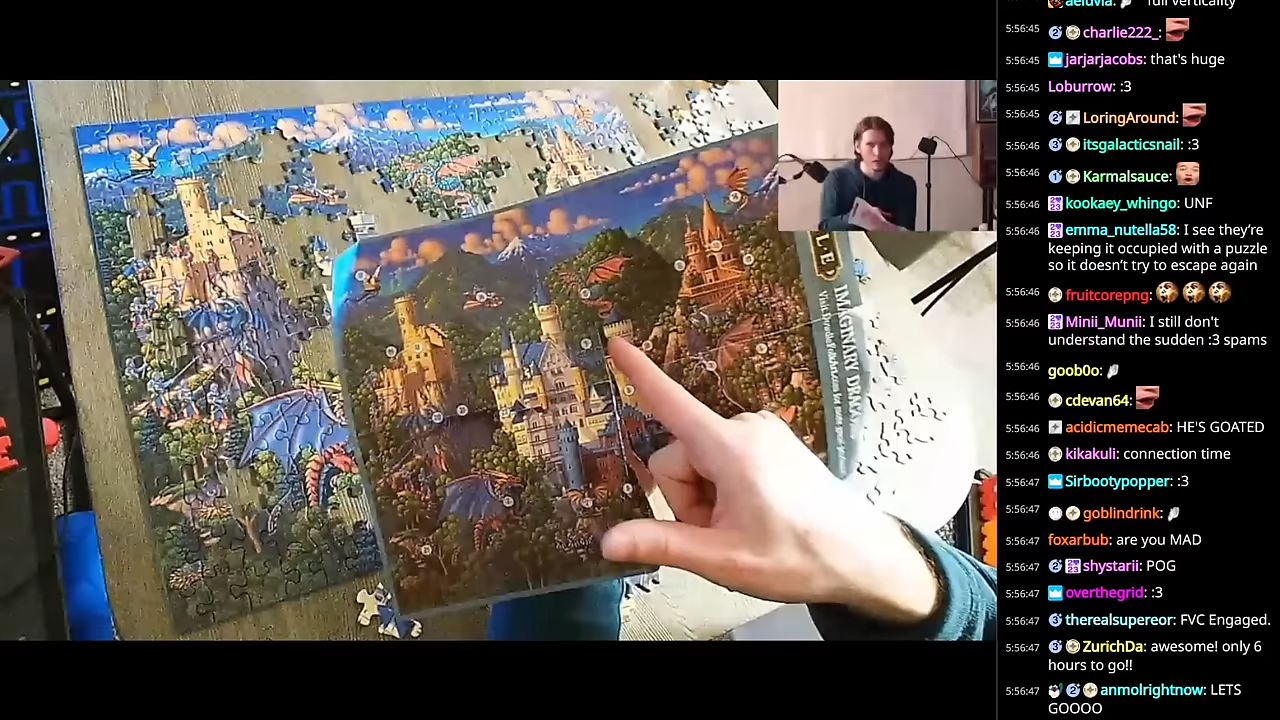 aeluvia: full verticality
5:56:45 charlie222_:
5:56:45 jarjarjacobs: that's huge
Loburrow: :3
5:56:45 LoringAround:
5:56:46 itsgalacticsnail: :3
5:56:46 Karmalsauce:
5:56:46 kookaey_whingo: UNF
5:56:46 emma_nutella58: I see they're
keeping it occupied with a puzzle
so it doesn't try to escape again
5:56:46 fruitcorepng:
5:56:46 Minii_Munii: I still don't
understand the sudden :3 spams
5:56:46 goob0o:
5:56:46 cdevan64:
5:56:46 acidicmemecab: HE'S GOATED
5:56:46 kikakuli: connection time
5:56:47 Sirbootypopper: :3
5:56:47 goblindrink:
5:56:47 foxarbub: are you MAD
5:56:47 shystarii: POG
5:56:47 overthegrid: :3
5:56:47 therealsupereor: FVC Engaged.
5:56:47 ZurichDa: awesome! only 6
hours to go!!
5:56:47 anmolrightnow: LETS
GOOOO
IMAGINARY DRAGONS